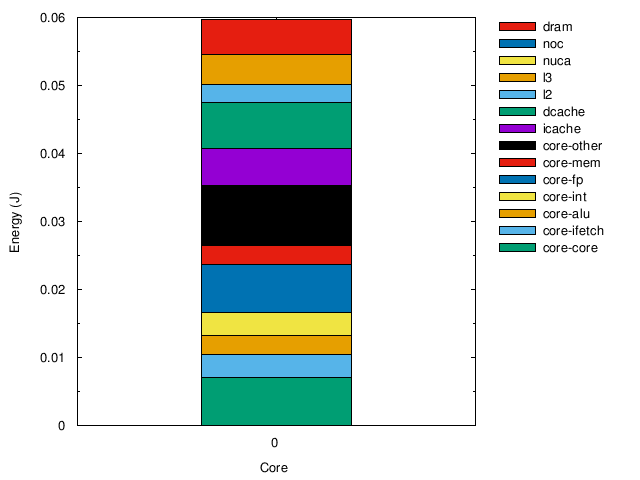 0.06
0.05
0.04
0.03
0.02
0.01
0
Energy (J)
0
Core
dram
noc
nuca
l3
l2
dcache
icache
core-other
core-mem
core-fp
core-int
core-alu
core-ifetch
core-core